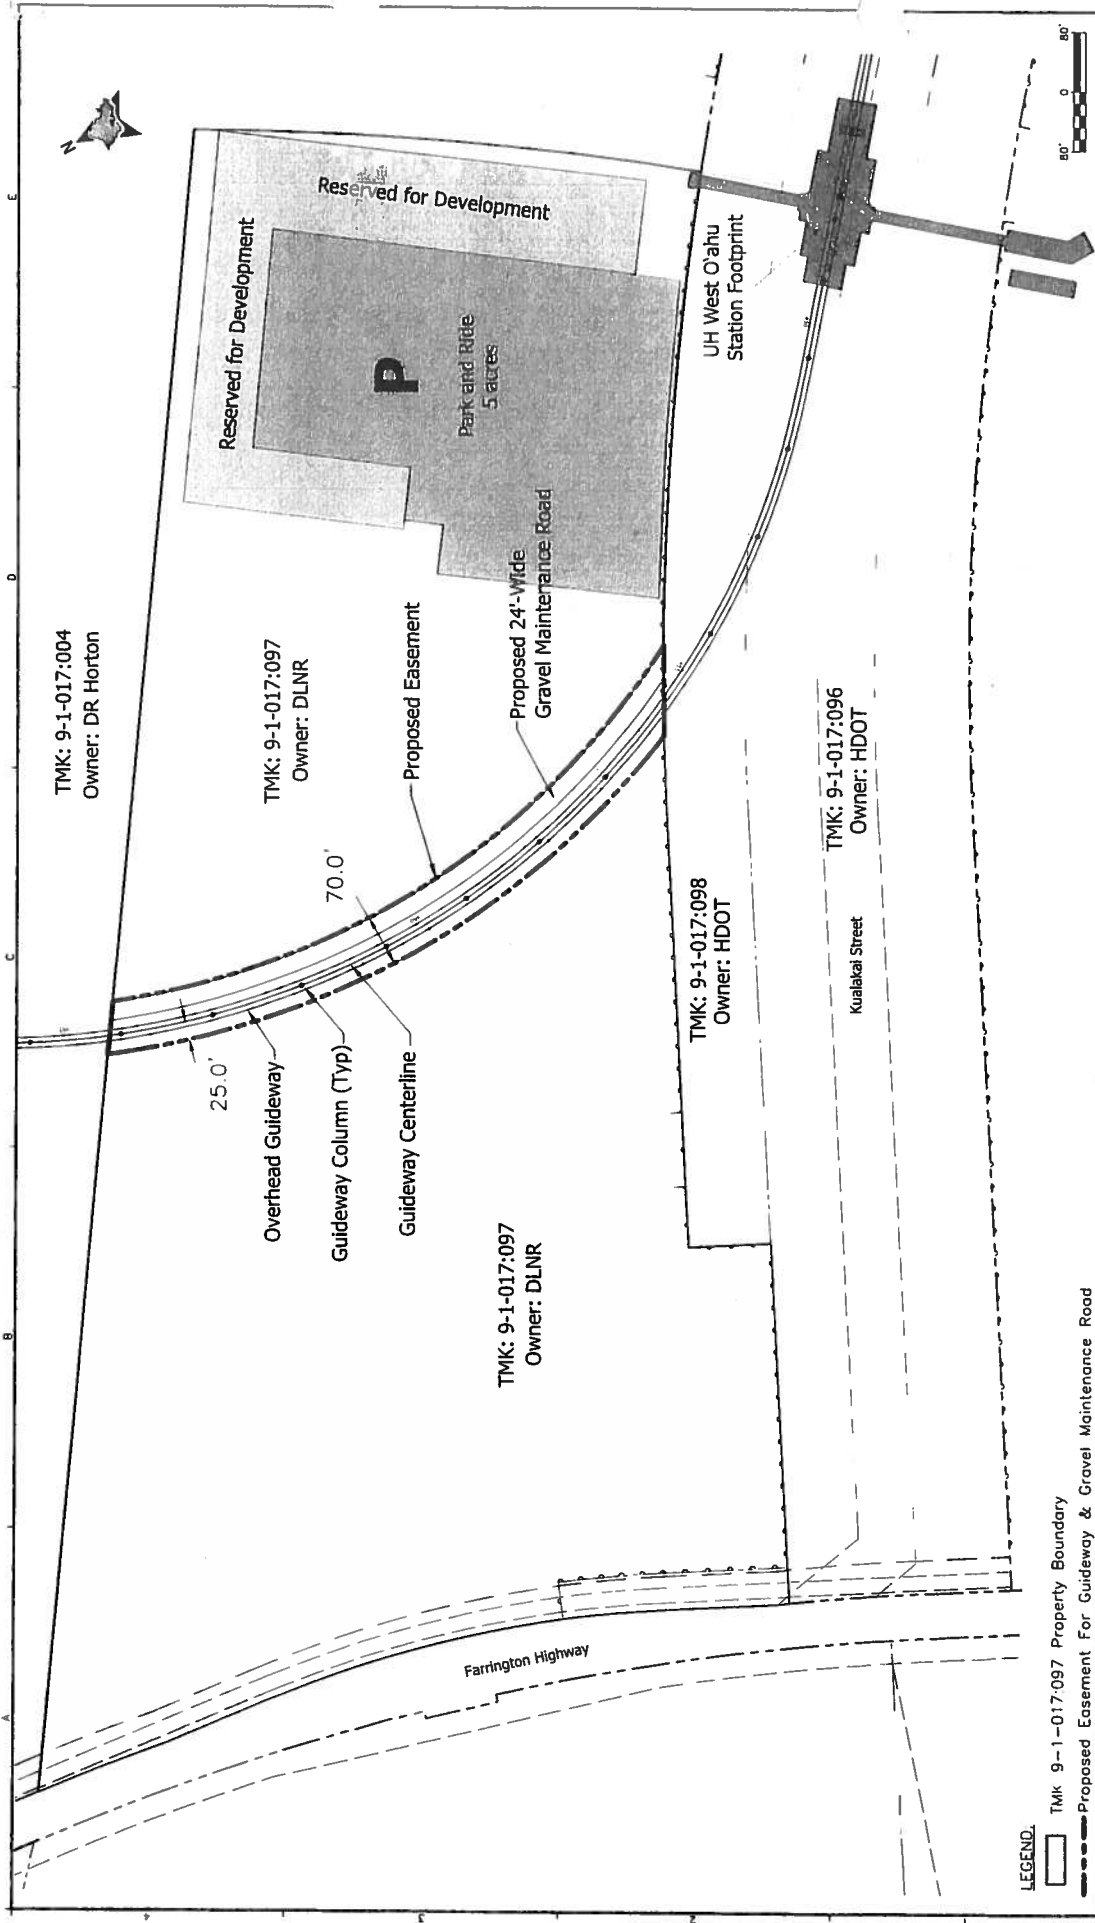 N
TMK: 9-1-017:004
Owner: DR Horton
TMK: 9-1-017:097
Owner: DLNR
Reserved for Development
Reserved for Development
P
Park and Ride
5 acres
UH West O'ahu
Station Footprint
Proposed Easement
Proposed 24'-Wide
Gravel Maintenance Road
70.0'
25.0'
Overhead Guideway
Guideway Column (Typ)
Guideway Centerline
TMK: 9-1-017:097
Owner: DLNR
TMK: 9-1-017:098
Owner: HDOT
TMK: 9-1-017:096
Owner: HDOT
Kualakai Street
Farrington Highway
A
B
C
D
E
4
3
2
1
80' 0 80'
LEGEND:
TMK 9-1-017:097 Property Boundary
Proposed Easement For Guideway & Gravel Maintenance Road